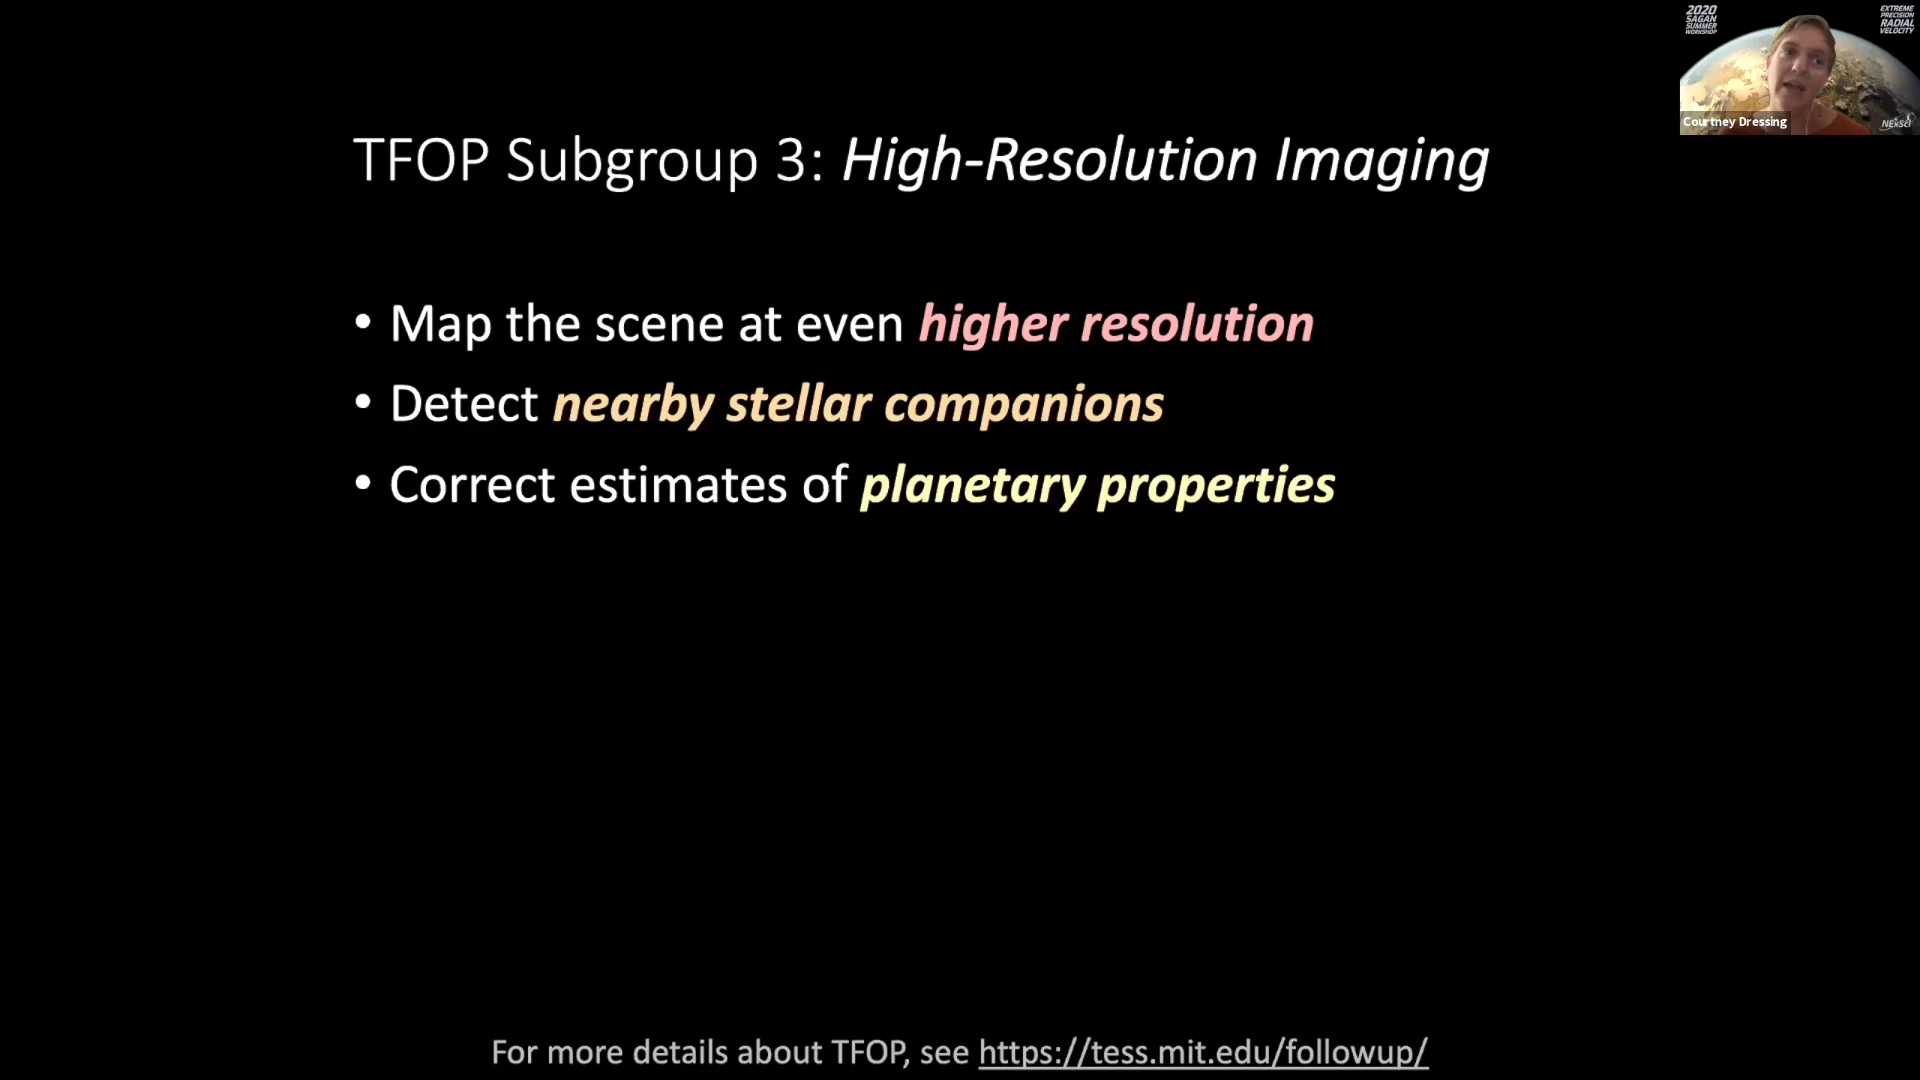 2020
SAGAN
SUMMER
WORKSHOP
EXTREME
PRECISION
RADIAL
VELOCITY
Courtney Dressing
NExScI
TFOP Subgroup 3: High-Resolution Imaging
• Map the scene at even higher resolution
• Detect nearby stellar companions
• Correct estimates of planetary properties
For more details about TFOP, see https://tess.mit.edu/followup/